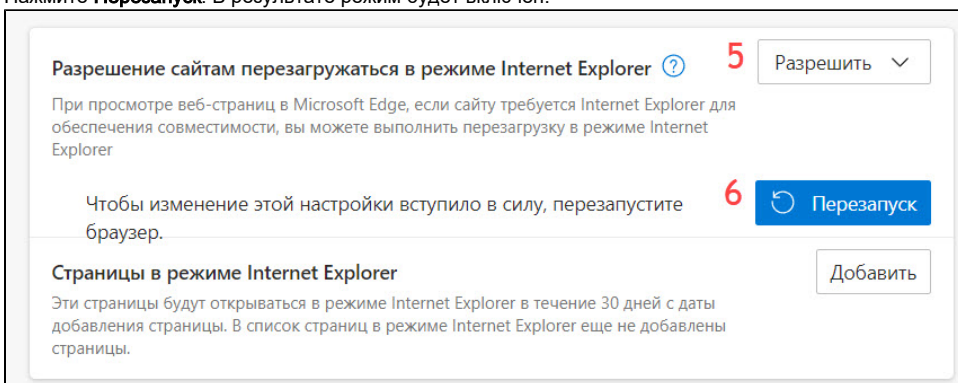 Нажмите Перезапуск. В результате режим будет включен.
Разрешение сайтам перезагружаться в режиме Internet Explorer ?
5
Разрешить
При просмотре веб-страниц в Microsoft Edge, если сайту требуется Internet Explorer для
обеспечения совместимости, вы можете выполнить перезагрузку в режиме Internet
Explorer
Чтобы изменение этой настройки вступило в силу, перезапустите
браузер.
6
Перезапуск
Страницы в режиме Internet Explorer
Добавить
Эти страницы будут открываться в режиме Internet Explorer в течение 30 дней с даты
добавления страницы. В список страниц в режиме Internet Explorer еще не добавлены
страницы.